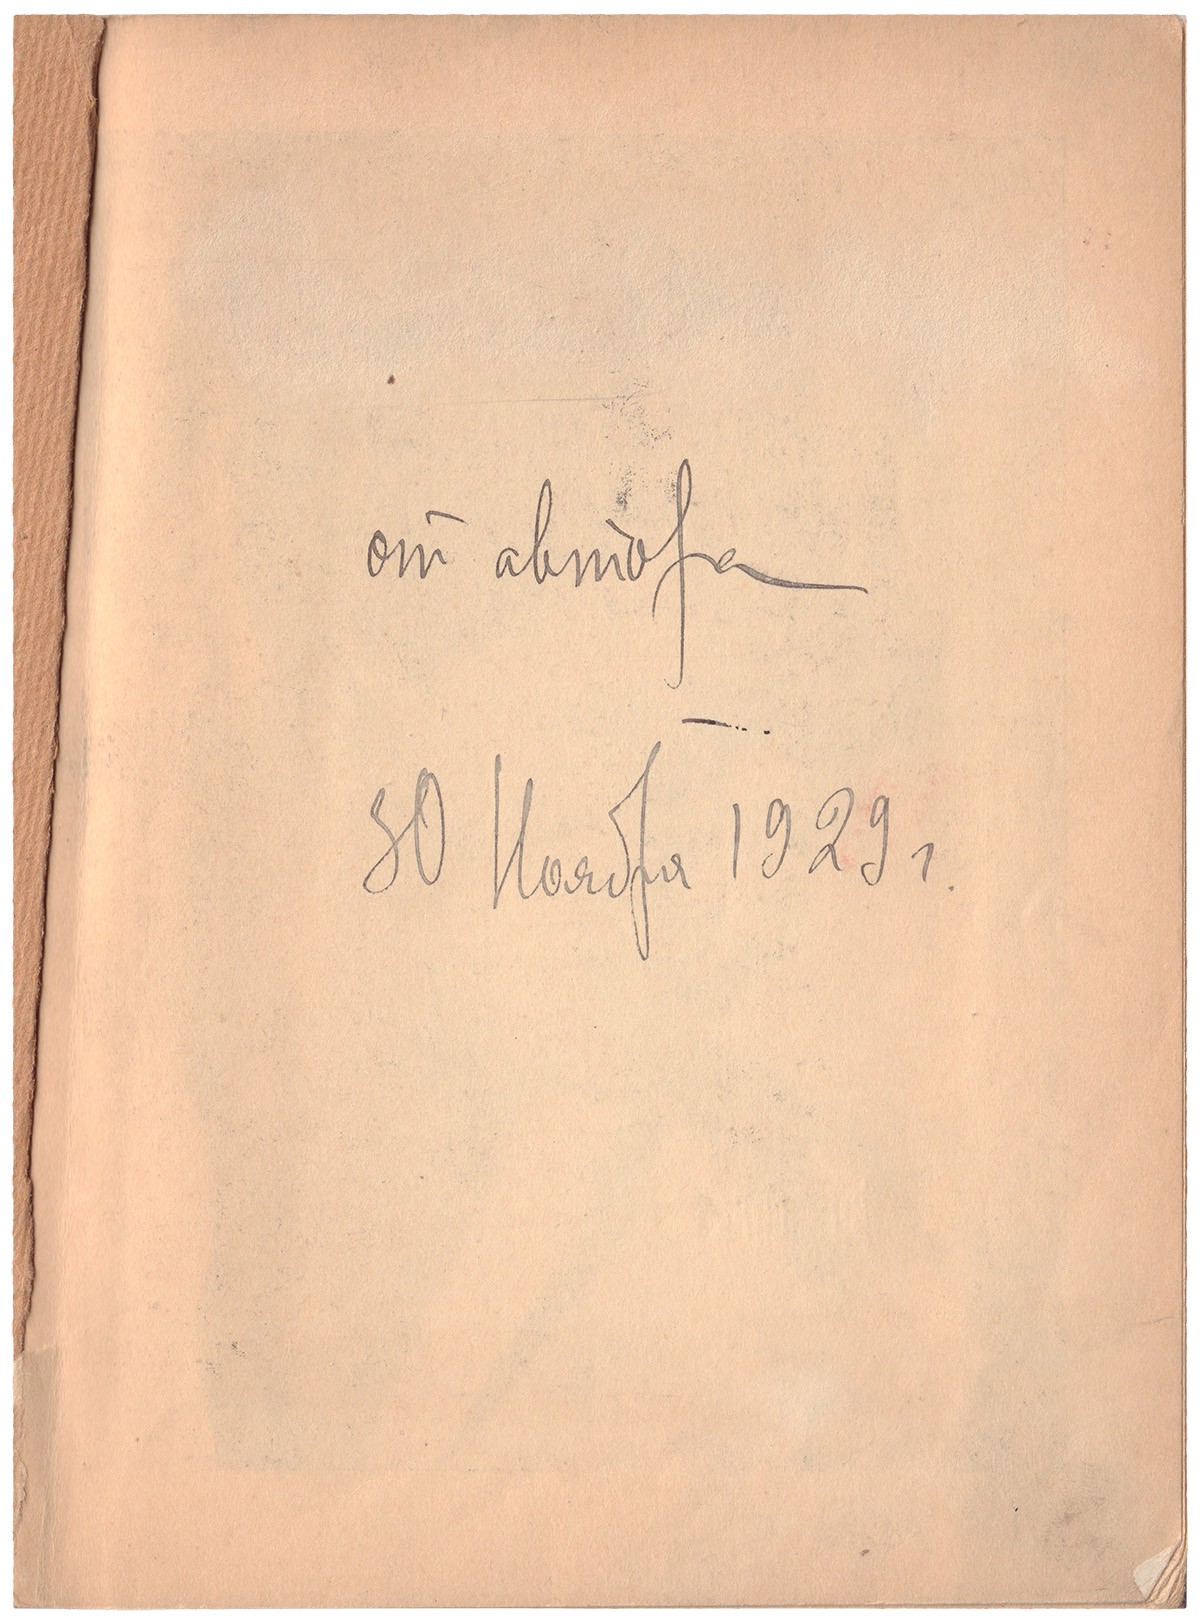 от автора
30 Ноября 1929 г.